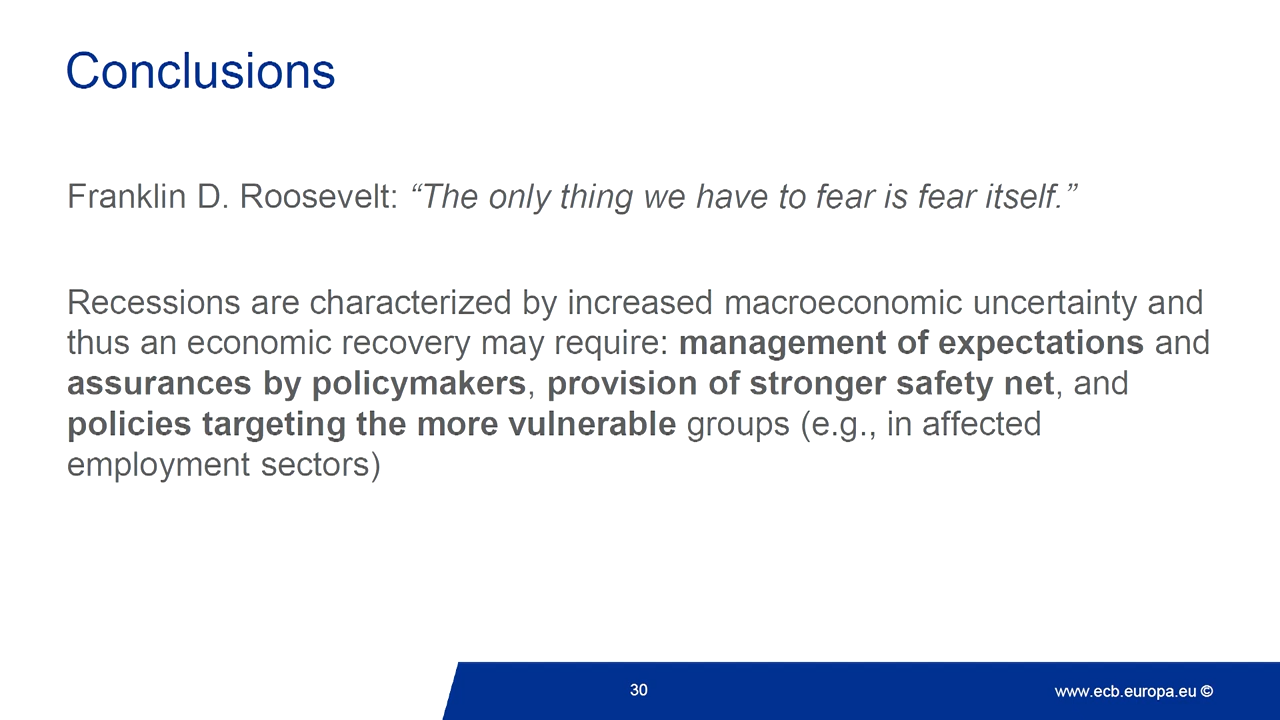 Conclusions
Franklin D. Roosevelt: “The only thing we have to fear is fear itself.”
Recessions are characterized by increased macroeconomic uncertainty and
thus an economic recovery may require: management of expectations and
assurances by policymakers, provision of stronger safety net, and
policies targeting the more vulnerable groups (e.g., in affected
employment sectors)
30
www.ecb.europa.eu ©